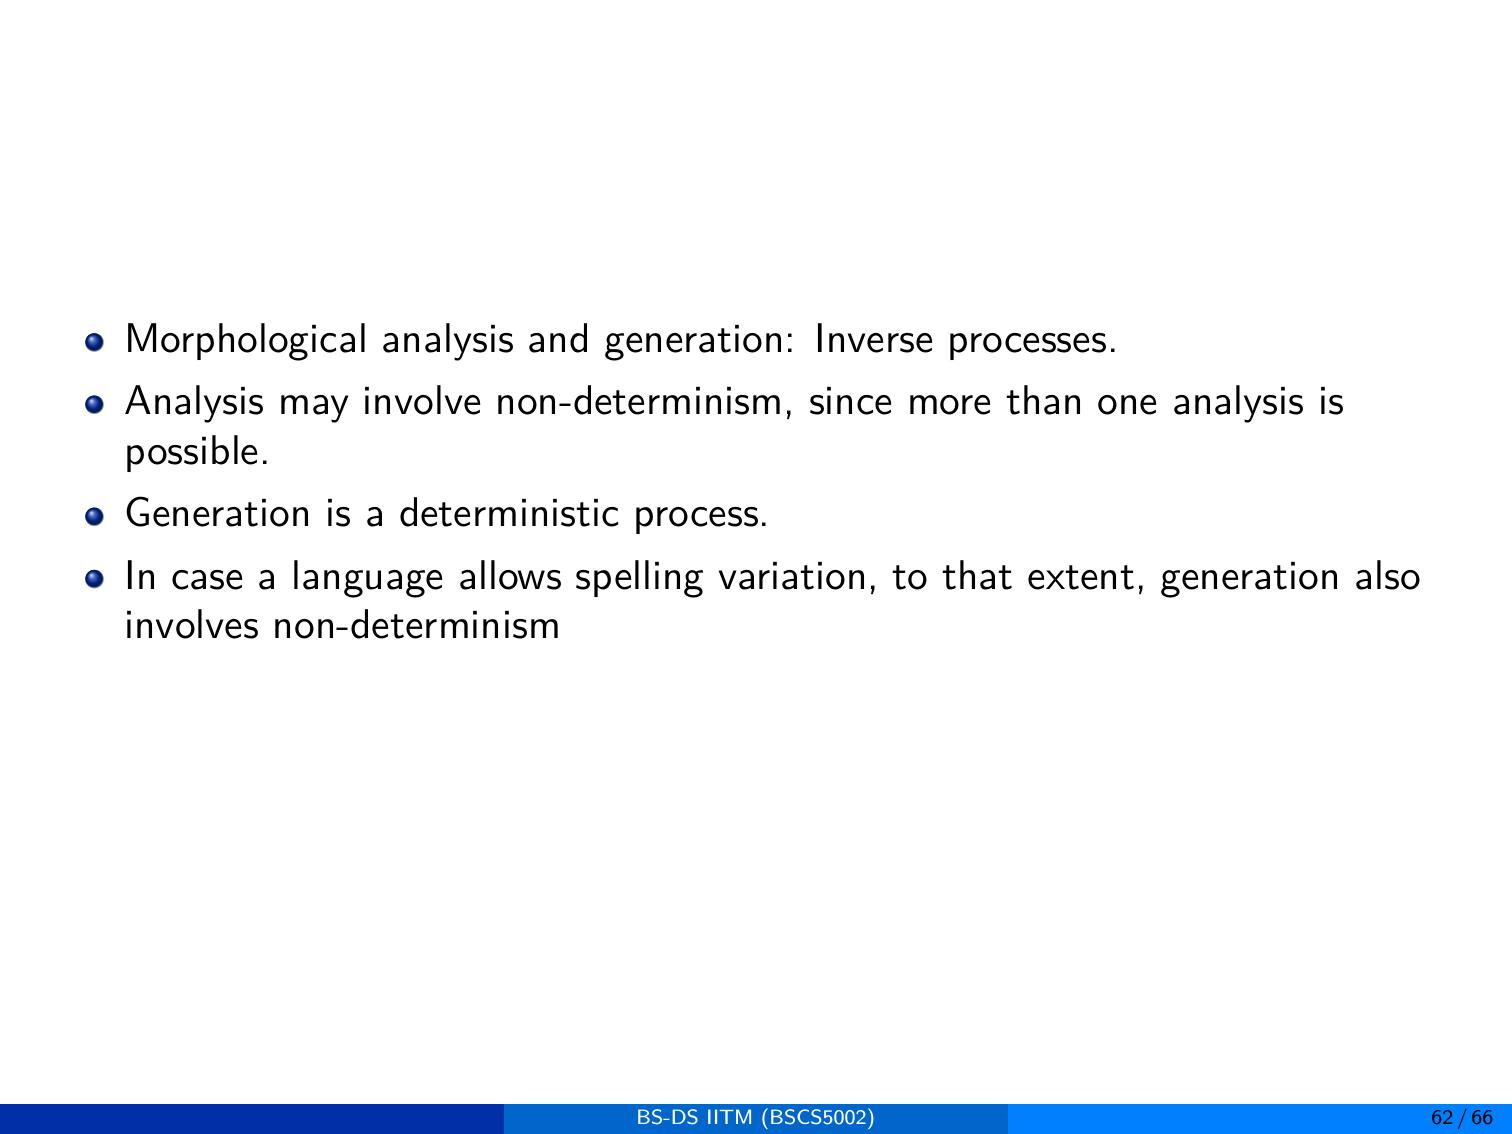 Morphological analysis and generation: Inverse processes.
Analysis may involve non-determinism, since more than one analysis is
possible.
Generation is a deterministic process.
In case a language allows spelling variation, to that extent, generation also
involves non-determinism
BS-DS IITM (BSCS5002)
62 / 66